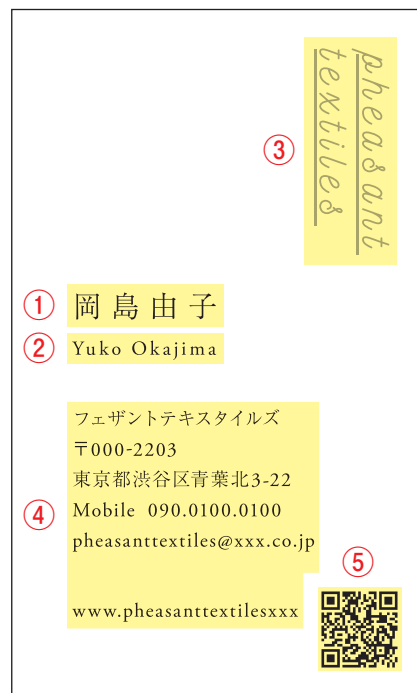 pheasant
textiles
③
① 岡島由子
② Yuko Okajima
フェザントテキスタイルズ
〒000-2203
東京都渋谷区青葉北3-22
④ Mobile 090.0100.0100
pheasanttextiles@xxx.co.jp
⑤
www.pheasanttextilesxxx